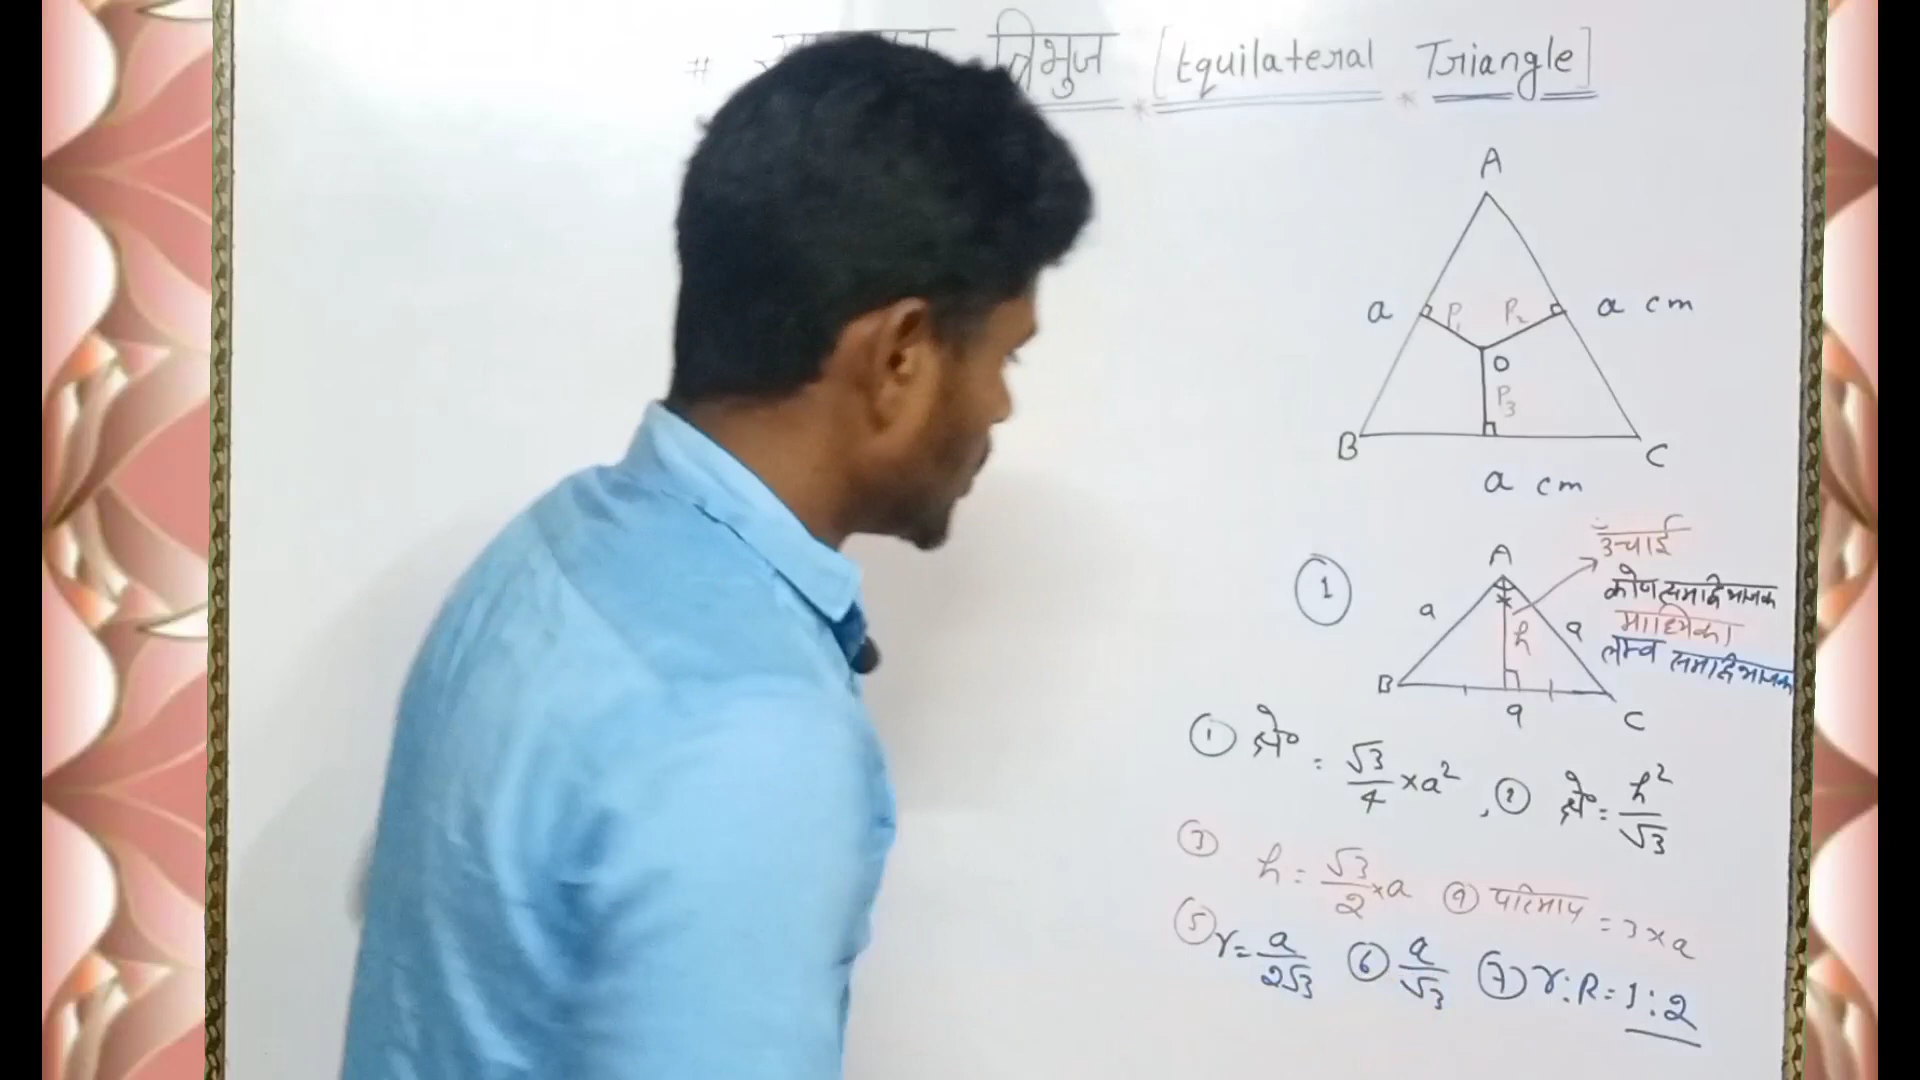 # त्रिभुज [Equilateral Triangle]
A
a P₁ P₂ a cm
O
P₃
B C
a cm
ऊँचाई
A
1 कोण समद्विभाजक
a h a माध्यिका
लम्ब समद्विभाजक
B a C
① क्षे० = √3/4 × a² , ② क्षे० = h²/√3
③ h = √3/2 × a ④ परिमाप = 3 × a
⑤ r = a/2√3 ⑥ a/√3 ⑦ r : R = 1 : 2